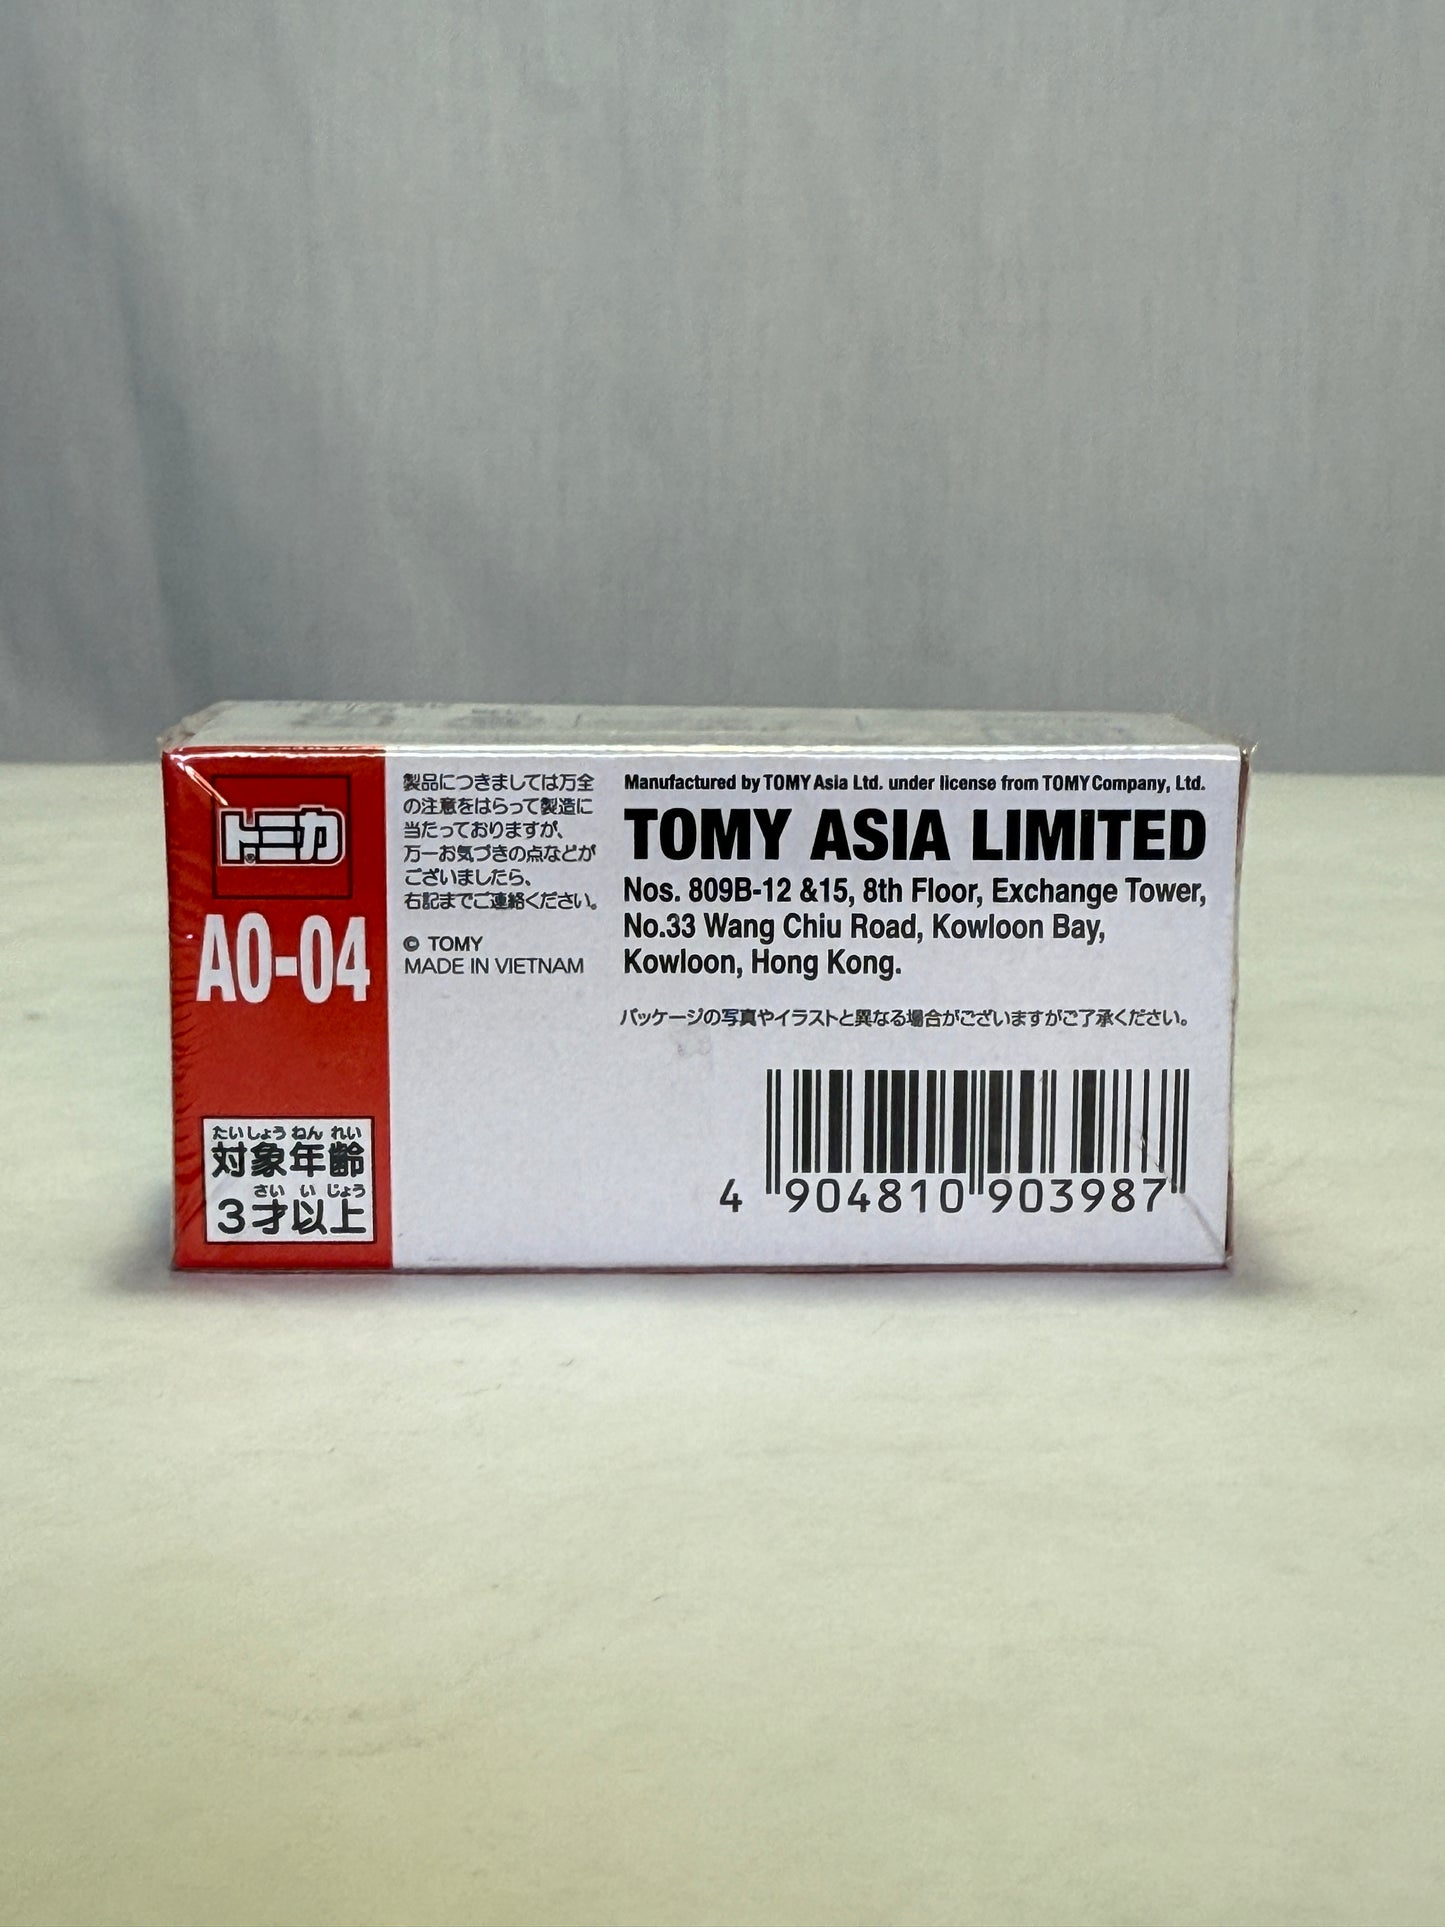 トミカ®
AO-04
たいしょう ねん れい
対象年齢
さい い じょう
3才以上
製品につきましては万全
の注意をはらって製造に
当たっておりますが、
万一お気づきの点などが
ございましたら、
右記までご連絡ください。
© TOMY
MADE IN VIETNAM
Manufactured by TOMY Asia Ltd. under license from TOMY Company, Ltd.
TOMY ASIA LIMITED
Nos. 809B-12 &15, 8th Floor, Exchange Tower,
No.33 Wang Chiu Road, Kowloon Bay,
Kowloon, Hong Kong.
パッケージの写真やイラストと異なる場合がございますがご了承ください。
4 904810 903987